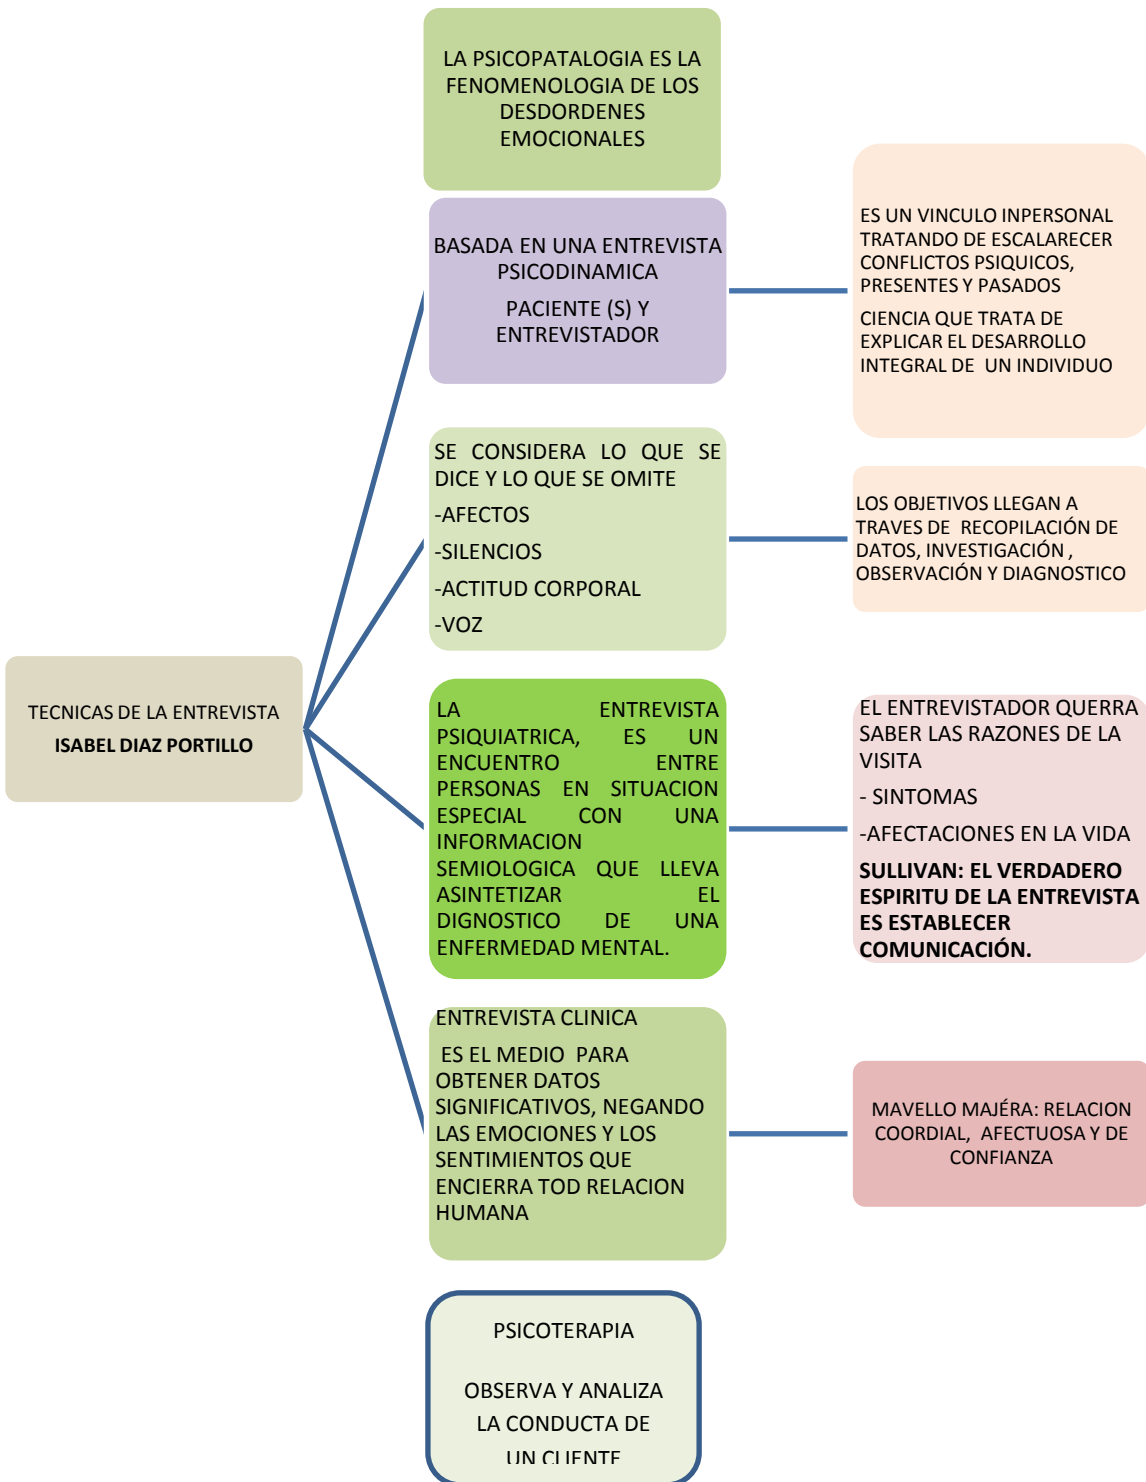 LA PSICOPATALOGIA ES LA
FENOMENOLOGIA DE LOS
DESDORDENES
EMOCIONALES
BASADA EN UNA ENTREVISTA
PSICODINAMICA
PACIENTE (S) Y
ENTREVISTADOR
ES UN VINCULO INPERSONAL
TRATANDO DE ESCALARECER
CONFLICTOS PSIQUICOS,
PRESENTES Y PASADOS
CIENCIA QUE TRATA DE
EXPLICAR EL DESARROLLO
INTEGRAL DE UN INDIVIDUO
SE CONSIDERA LO QUE SE
DICE Y LO QUE SE OMITE
-AFECTOS
-SILENCIOS
-ACTITUD CORPORAL
-VOZ
LOS OBJETIVOS LLEGAN A
TRAVES DE RECOPILACIÓN DE
DATOS, INVESTIGACIÓN ,
OBSERVACIÓN Y DIAGNOSTICO
TECNICAS DE LA ENTREVISTA
ISABEL DIAZ PORTILLO
LA ENTREVISTA
PSIQUIATRICA, ES UN
ENCUENTRO ENTRE
PERSONAS EN SITUACION
ESPECIAL CON UNA
INFORMACION
SEMIOLOGICA QUE LLEVA
ASINTETIZAR EL
DIGNOSTICO DE UNA
ENFERMEDAD MENTAL.
EL ENTREVISTADOR QUERRA
SABER LAS RAZONES DE LA
VISITA
- SINTOMAS
-AFECTACIONES EN LA VIDA
SULLIVAN: EL VERDADERO
ESPIRITU DE LA ENTREVISTA
ES ESTABLECER
COMUNICACIÓN.
ENTREVISTA CLINICA
ES EL MEDIO PARA
OBTENER DATOS
SIGNIFICATIVOS, NEGANDO
LAS EMOCIONES Y LOS
SENTIMIENTOS QUE
ENCIERRA TOD RELACION
HUMANA
MAVELLO MAJÉRA: RELACION
COORDIAL, AFECTUOSA Y DE
CONFIANZA
PSICOTERAPIA
OBSERVA Y ANALIZA
LA CONDUCTA DE
UN CLIENTE